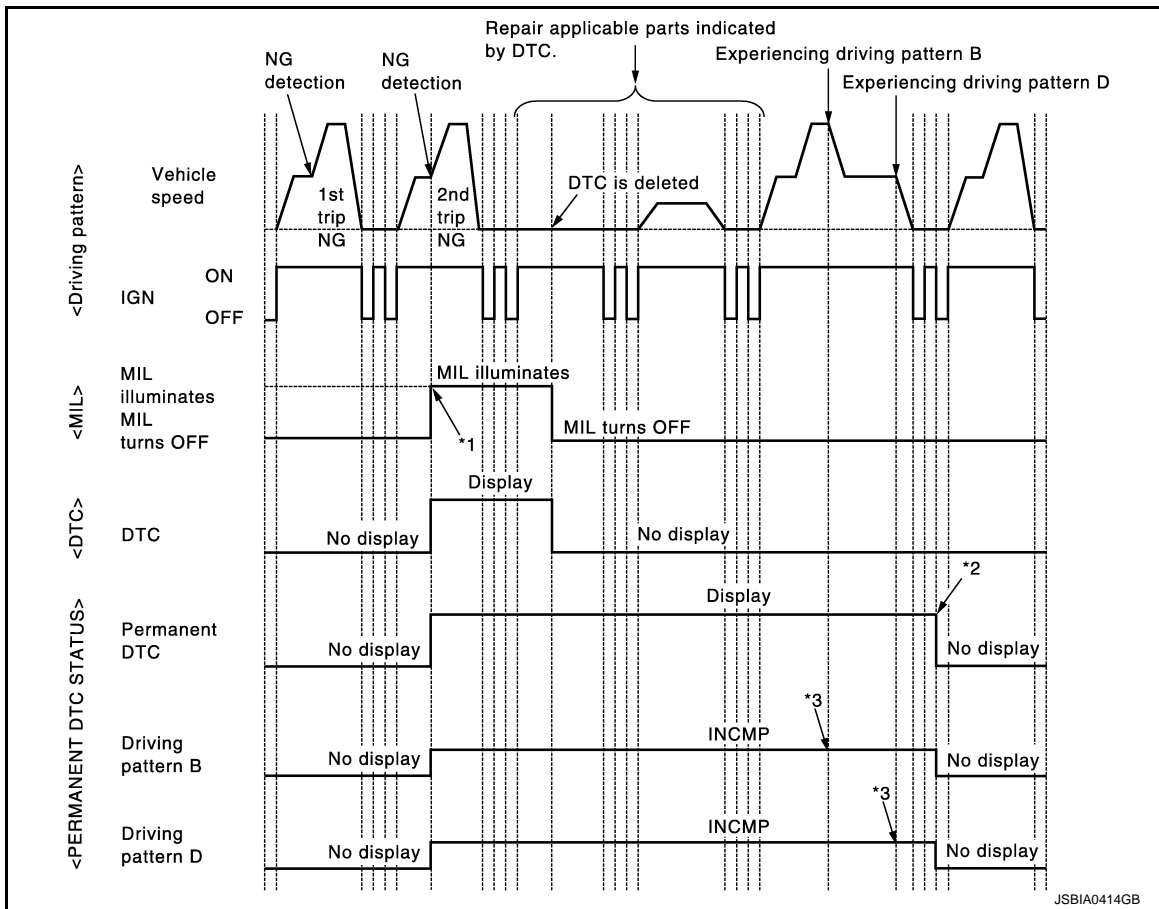 Repair applicable parts indicated
by DTC.
NG
detection
NG
detection
Experiencing driving pattern B
Experiencing driving pattern D
<Driving pattern>
Vehicle
speed
1st
trip
NG
2nd
trip
NG
DTC is deleted
IGN
ON
OFF
<MIL>
MIL
illuminates
MIL
turns OFF
MIL illuminates
*1
MIL turns OFF
<DTC>
DTC
No display
Display
No display
<PERMANENT DTC STATUS>
Permanent
DTC
No display
Display
*2
No display
Driving
pattern B
No display
INCMP
*3
No display
Driving
pattern D
No display
INCMP
*3
No display
JSBIA0414GB